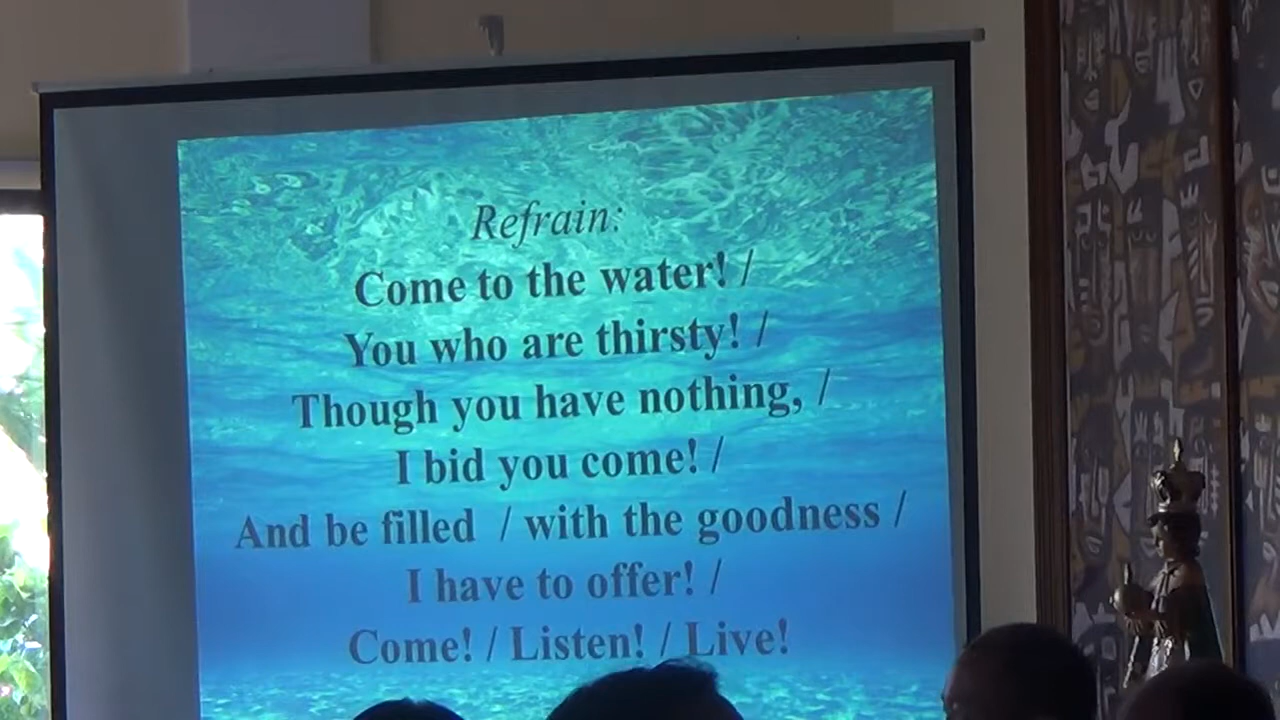 Refrain:
Come to the water! /
You who are thirsty! /
Though you have nothing, /
I bid you come! /
And be filled / with the goodness /
I have to offer! /
Come! / Listen! / Live!